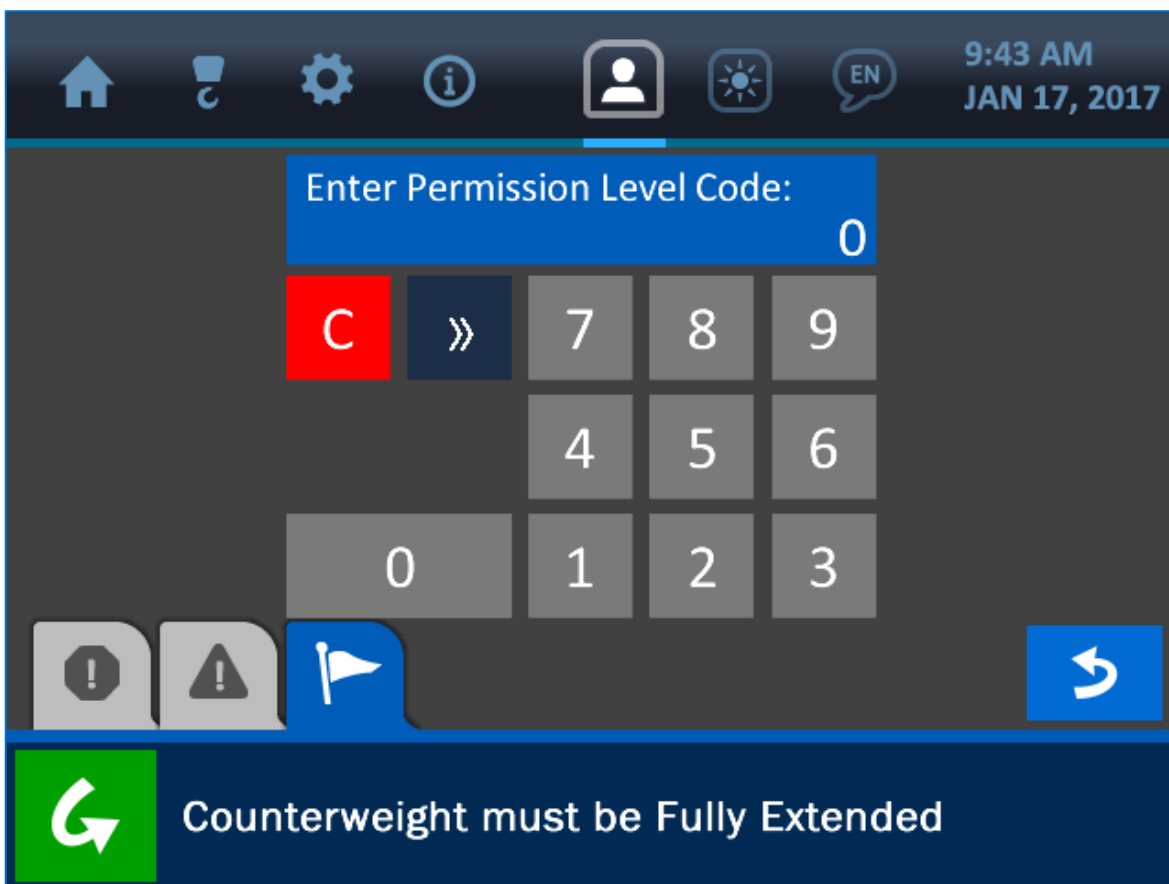 EN
9:43 AM
JAN 17, 2017
Enter Permission Level Code:
0
C » 7 8 9
4 5 6
0 1 2 3
Counterweight must be Fully Extended